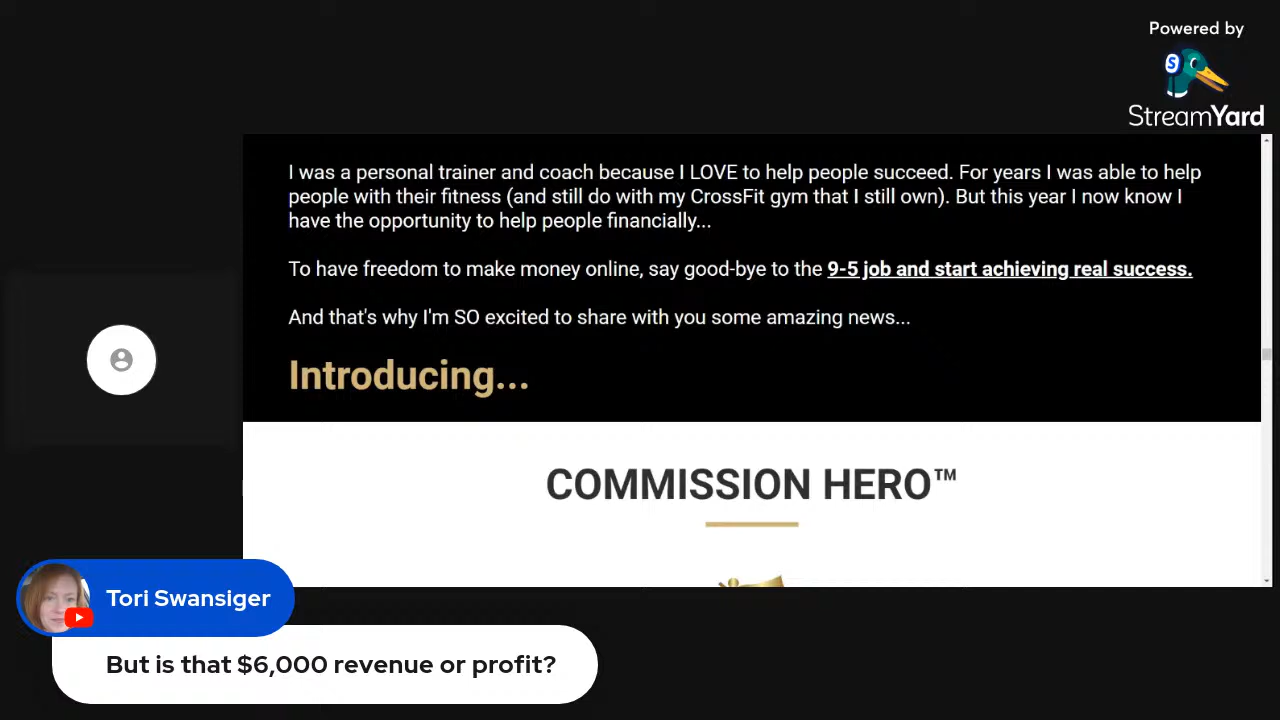 Powered by
S
StreamYard
I was a personal trainer and coach because I LOVE to help people succeed. For years I was able to help
people with their fitness (and still do with my CrossFit gym that I still own). But this year I now know I
have the opportunity to help people financially...
To have freedom to make money online, say good-bye to the 9-5 job and start achieving real success.
And that's why I'm SO excited to share with you some amazing news...
Introducing...
COMMISSION HERO™
Tori Swansiger
But is that $6,000 revenue or profit?